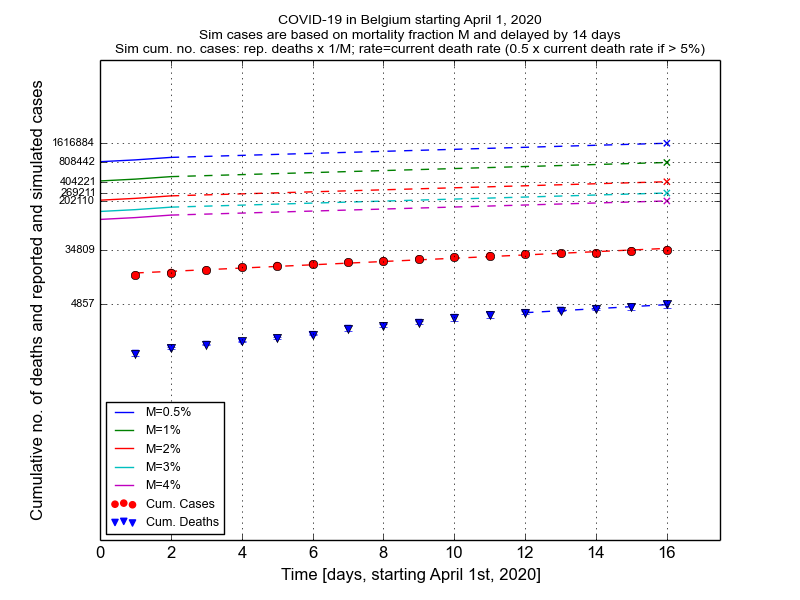 COVID-19 in Belgium starting April 1, 2020
Sim cases are based on mortality fraction M and delayed by 14 days
Sim cum. no. cases: rep. deaths x 1/M; rate=current death rate (0.5 x current death rate if > 5%)
Cumulative no. of deaths and reported and simulated cases
1616884
808442
404221
269211
202110
34809
4857
M=0.5%
M=1%
M=2%
M=3%
M=4%
Cum. Cases
Cum. Deaths
0 2 4 6 8 10 12 14 16
Time [days, starting April 1st, 2020]